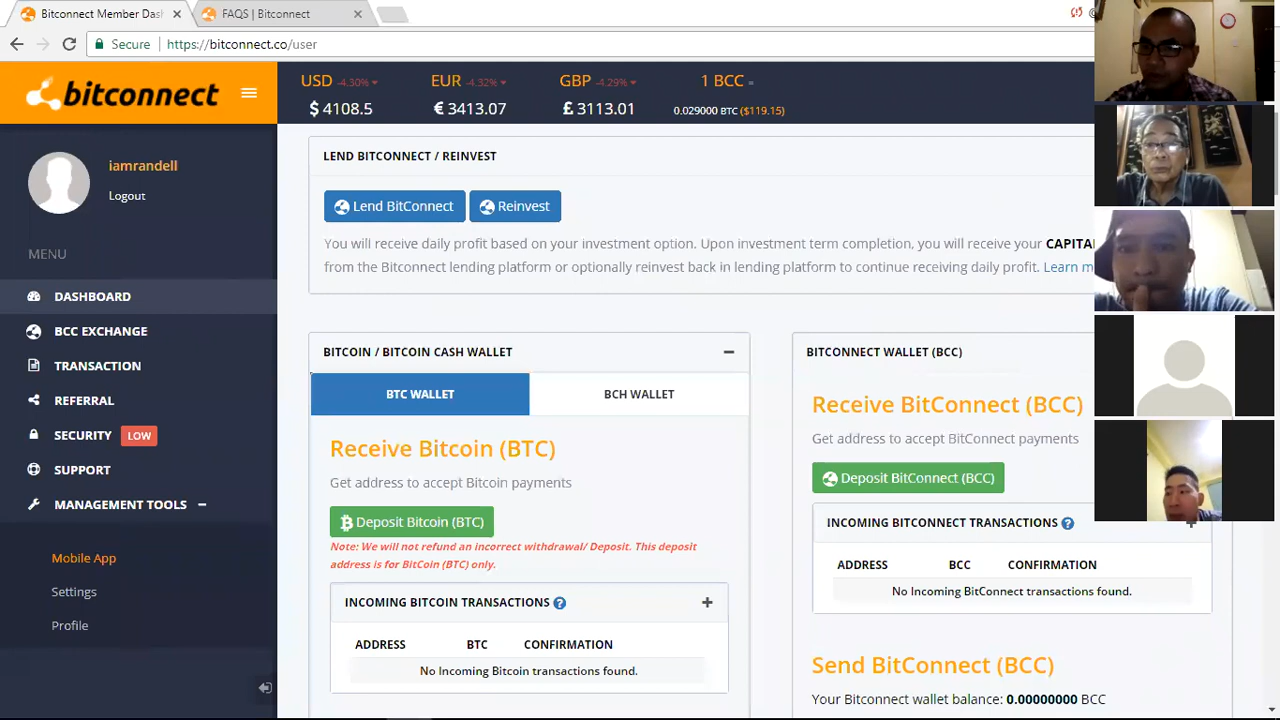 Bitconnect Member Das
FAQS | Bitconnect
Secure
https://bitconnect.co/user
bitconnect
USD -4.30%
$ 4108.5
EUR -4.32%
€ 3413.07
GBP -4.29%
£ 3113.01
1 BCC =
0.029000 BTC ($119.15)
iamrandell
Logout
MENU
DASHBOARD
BCC EXCHANGE
TRANSACTION
REFERRAL
SECURITY LOW
SUPPORT
MANAGEMENT TOOLS
Mobile App
Settings
Profile
LEND BITCONNECT / REINVEST
Lend BitConnect
Reinvest
You will receive daily profit based on your investment option. Upon investment term completion, you will receive your CAPITA
from the Bitconnect lending platform or optionally reinvest back in lending platform to continue receiving daily profit. Learn m
BITCOIN / BITCOIN CASH WALLET
BTC WALLET
BCH WALLET
Receive Bitcoin (BTC)
Get address to accept Bitcoin payments
Deposit Bitcoin (BTC)
Note: We will not refund an incorrect withdrawal/ Deposit. This deposit
address is for BitCoin (BTC) only.
INCOMING BITCOIN TRANSACTIONS ?
ADDRESS BTC CONFIRMATION
No Incoming Bitcoin transactions found.
BITCONNECT WALLET (BCC)
Receive BitConnect (BCC)
Get address to accept BitConnect payments
Deposit BitConnect (BCC)
INCOMING BITCONNECT TRANSACTIONS ?
ADDRESS BCC CONFIRMATION
No Incoming BitConnect transactions found.
Send BitConnect (BCC)
Your Bitconnect wallet balance: 0.00000000 BCC